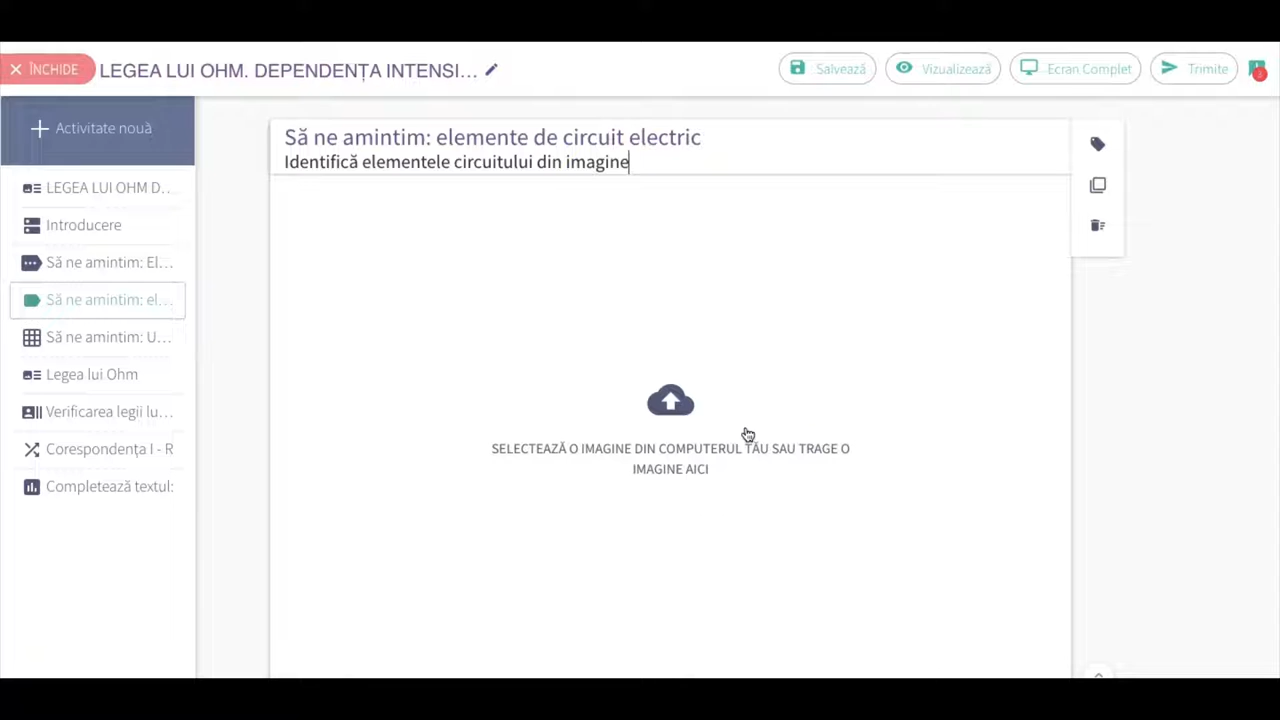 ÎNCHIDE
LEGEA LUI OHM. DEPENDENȚA INTENSI...
Salvează
Vizualizează
Ecran Complet
Trimite
Activitate nouă
LEGEA LUI OHM D...
Introducere
Să ne amintim: El...
Să ne amintim: el...
Să ne amintim: U...
Legea lui Ohm
Verificarea legii lu...
Corespondența I - R
Completează textul:
Să ne amintim: elemente de circuit electric
Identifică elementele circuitului din imagine
SELECTEAZĂ O IMAGINE DIN COMPUTERUL TĂU SAU TRAGE O
IMAGINE AICI